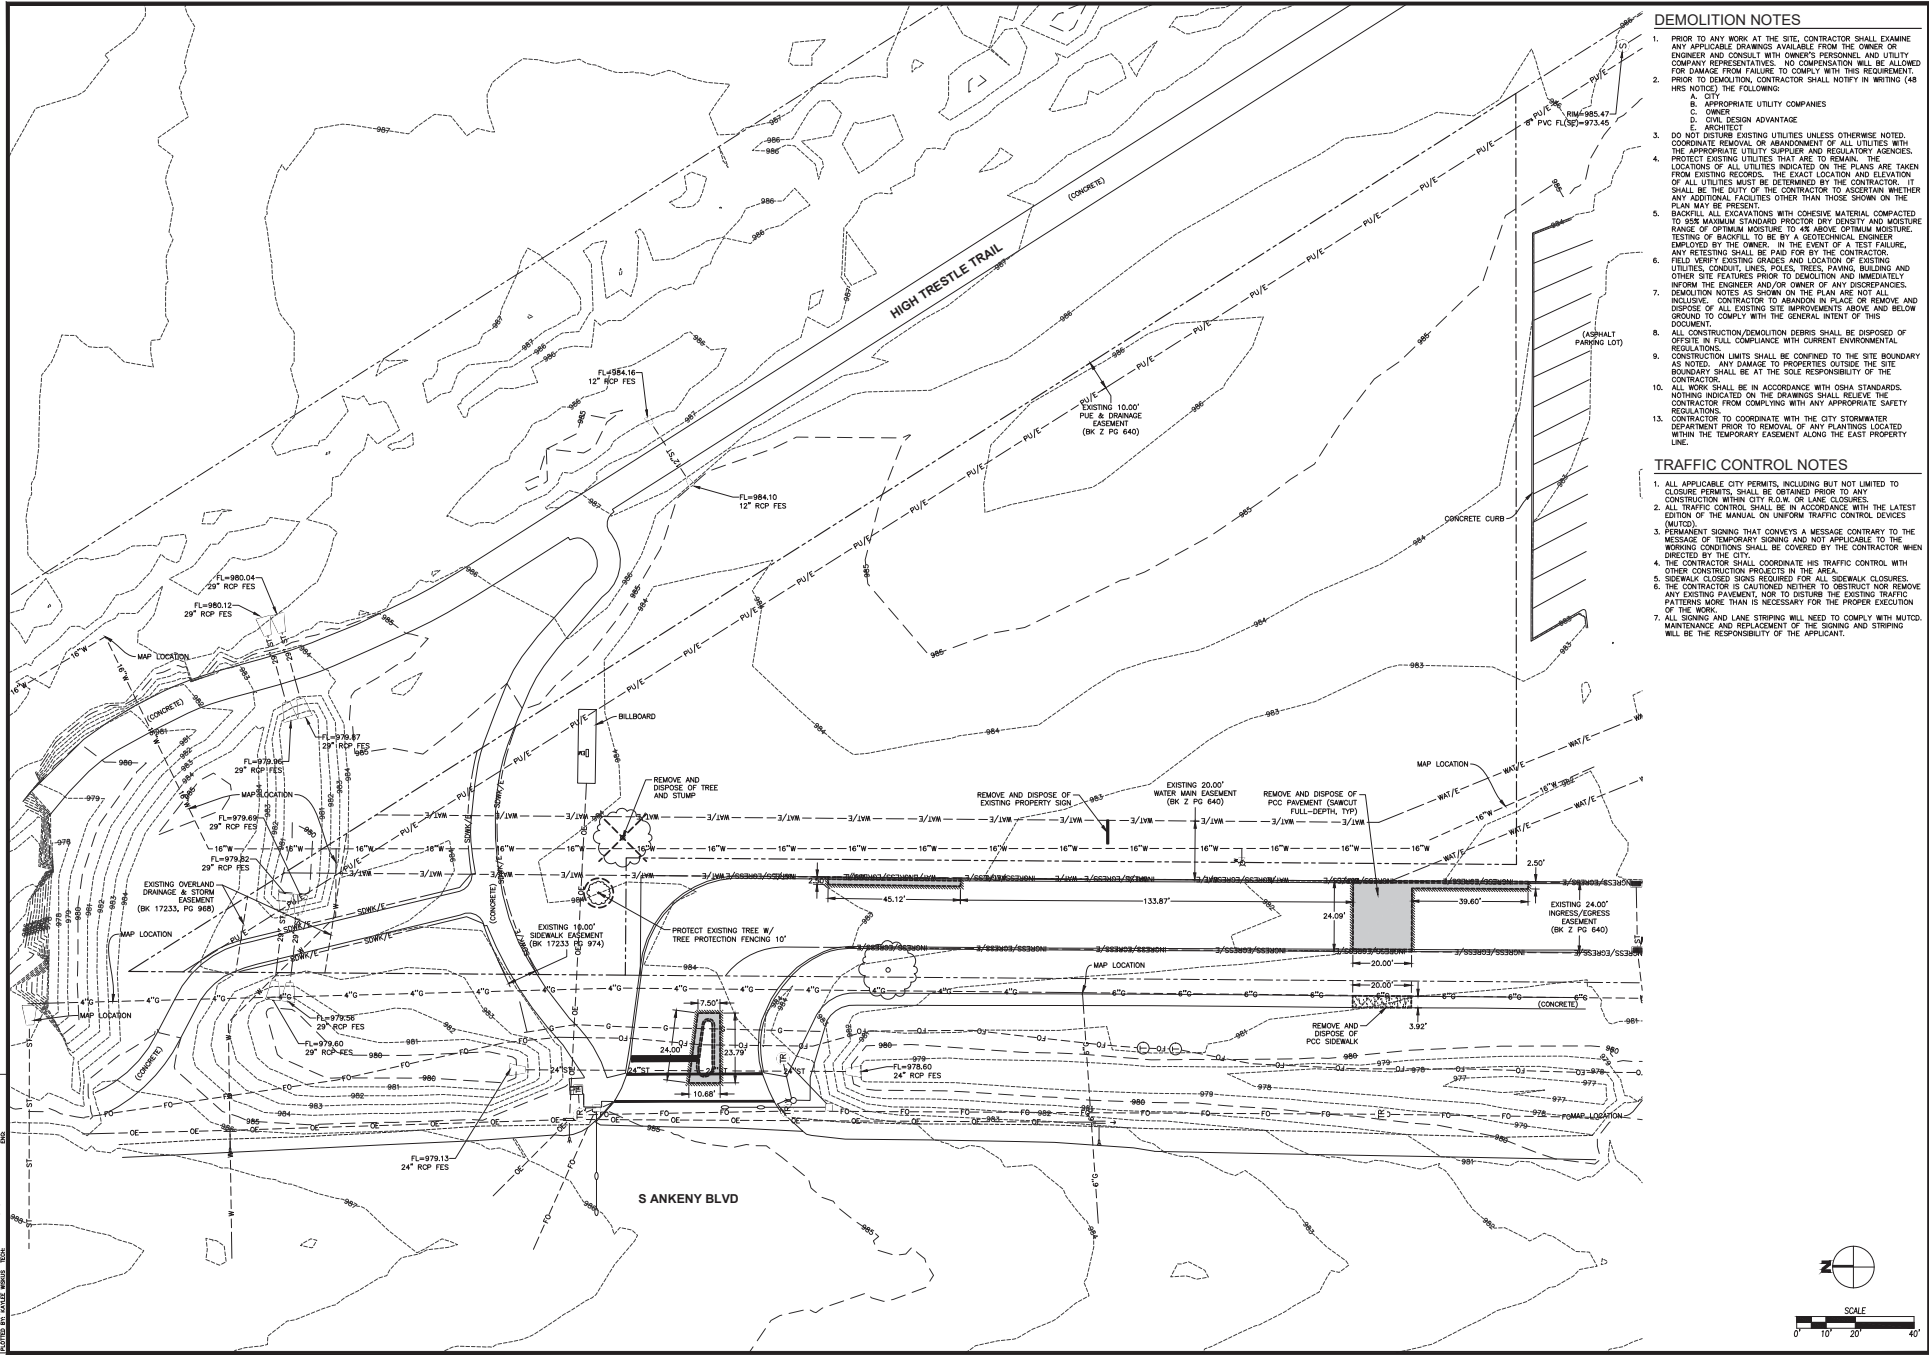 DEMOLITION NOTES
1. PRIOR TO ANY WORK AT THE SITE, CONTRACTOR SHALL EXAMINE
ANY APPLICABLE DRAWINGS AVAILABLE FROM THE OWNER OR
ENGINEER AND CONSULT WITH OWNER'S PERSONNEL AND UTILITY
COMPANY REPRESENTATIVES. NO COMPENSATION WILL BE ALLOWED
FOR DAMAGE FROM FAILURE TO COMPLY WITH THIS REQUIREMENT.
2. PRIOR TO DEMOLITION, CONTRACTOR SHALL NOTIFY IN WRITING (48
HRS NOTICE) THE FOLLOWING:
A. CITY
B. APPROPRIATE UTILITY COMPANIES
C. OWNER
D. CIVIL DESIGN ADVANTAGE
E. ARCHITECT
3. DO NOT DISTURB EXISTING UTILITIES UNLESS OTHERWISE NOTED.
COORDINATE REMOVAL OR ABANDONMENT OF ALL UTILITIES WITH
THE APPROPRIATE UTILITY SUPPLIER AND REGULATORY AGENCIES.
4. PROTECT EXISTING UTILITIES THAT ARE TO REMAIN. THE
LOCATIONS OF ALL UTILITIES INDICATED ON THE PLANS ARE TAKEN
FROM EXISTING RECORDS. THE EXACT LOCATION AND ELEVATION
OF ALL UTILITIES MUST BE DETERMINED BY THE CONTRACTOR. IT
SHALL BE THE DUTY OF THE CONTRACTOR TO ASCERTAIN WHETHER
ANY ADDITIONAL FACILITIES OTHER THAN THOSE SHOWN ON THE
PLAN MAY BE PRESENT.
5. BACKFILL ALL EXCAVATIONS WITH COHESIVE MATERIAL COMPACTED
TO 95% MAXIMUM STANDARD PROCTOR DRY DENSITY AND MOISTURE
RANGE OF OPTIMUM MOISTURE TO 4% ABOVE OPTIMUM MOISTURE.
TESTING OF BACKFILL TO BE BY A GEOTECHNICAL ENGINEER
EMPLOYED BY THE OWNER. IN THE EVENT OF A TEST FAILURE,
ANY RETESTING SHALL BE PAID FOR BY THE CONTRACTOR.
6. FIELD VERIFY EXISTING GRADES AND LOCATION OF EXISTING
UTILITIES, CONDUIT, LINES, POLES, TREES, PAVING, BUILDING AND
OTHER SITE FEATURES PRIOR TO DEMOLITION AND IMMEDIATELY
INFORM THE ENGINEER AND/OR OWNER OF ANY DISCREPANCIES.
7. DEMOLITION NOTES AS SHOWN ON THE PLAN ARE NOT ALL
INCLUSIVE. CONTRACTOR TO ABANDON IN PLACE OR REMOVE AND
DISPOSE OF ALL EXISTING SITE IMPROVEMENTS ABOVE AND BELOW
GROUND TO COMPLY WITH THE GENERAL INTENT OF THIS
DOCUMENT.
8. ALL CONSTRUCTION/DEMOLITION DEBRIS SHALL BE DISPOSED OF
OFFSITE IN FULL COMPLIANCE WITH CURRENT ENVIRONMENTAL
REGULATIONS.
9. CONSTRUCTION LIMITS SHALL BE CONFINED TO THE SITE BOUNDARY
AS NOTED. ANY DAMAGE TO PROPERTIES OUTSIDE THE SITE
BOUNDARY SHALL BE AT THE SOLE RESPONSIBILITY OF THE
CONTRACTOR.
10. ALL WORK SHALL BE IN ACCORDANCE WITH OSHA STANDARDS.
NOTHING INDICATED ON THE DRAWINGS SHALL RELIEVE THE
CONTRACTOR FROM COMPLYING WITH ANY APPROPRIATE SAFETY
REGULATIONS.
13. CONTRACTOR TO COORDINATE WITH THE CITY STORMWATER
DEPARTMENT PRIOR TO REMOVAL OF ANY PLANTINGS LOCATED
WITHIN THE TEMPORARY EASEMENT ALONG THE EAST PROPERTY
LINE.
TRAFFIC CONTROL NOTES
1. ALL APPLICABLE CITY PERMITS, INCLUDING BUT NOT LIMITED TO
CLOSURE PERMITS, SHALL BE OBTAINED PRIOR TO ANY
CONSTRUCTION WITHIN CITY R.O.W. OR LANE CLOSURES.
2. ALL TRAFFIC CONTROL SHALL BE IN ACCORDANCE WITH THE LATEST
EDITION OF THE MANUAL ON UNIFORM TRAFFIC CONTROL DEVICES
(MUTCD).
3. PERMANENT SIGNING THAT CONVEYS A MESSAGE CONTRARY TO THE
MESSAGE OF TEMPORARY SIGNING AND NOT APPLICABLE TO THE
WORKING CONDITIONS SHALL BE COVERED BY THE CONTRACTOR WHEN
DIRECTED BY THE CITY.
4. THE CONTRACTOR SHALL COORDINATE HIS TRAFFIC CONTROL WITH
OTHER CONSTRUCTION PROJECTS IN THE AREA.
5. SIDEWALK CLOSED SIGNS REQUIRED FOR ALL SIDEWALK CLOSURES.
6. THE CONTRACTOR IS CAUTIONED NEITHER TO OBSTRUCT NOR REMOVE
ANY EXISTING PAVEMENT, NOR TO DISTURB THE EXISTING TRAFFIC
PATTERNS MORE THAN IS NECESSARY FOR THE PROPER EXECUTION
OF THE WORK.
7. ALL SIGNING AND LANE STRIPING WILL NEED TO COMPLY WITH MUTCD.
MAINTENANCE AND REPLACEMENT OF THE SIGNING AND STRIPING
WILL BE THE RESPONSIBILITY OF THE APPLICANT.
RIM=985.47
8" PVC FL(SE)=973.45
(CONCRETE)
HIGH TRESTLE TRAIL
(ASPHALT
PARKING LOT)
FL=984.16
12" RCP FES
EXISTING 10.00'
PUE & DRAINAGE
EASEMENT
(BK Z PG 640)
12"ST
FL=984.10
12" RCP FES
CONCRETE CURB
FL=980.04
29" RCP FES
FL=980.12
29" RCP FES
MAP LOCATION
(CONCRETE)
BILLBOARD
FL=979.87
29" RCP FES
FL=979.96
29" RCP FES
MAP LOCATION
FL=979.69
29" RCP FES
REMOVE AND
DISPOSE OF TREE
AND STUMP
REMOVE AND DISPOSE OF
EXISTING PROPERTY SIGN
EXISTING 20.00'
WATER MAIN EASEMENT
(BK Z PG 640)
REMOVE AND DISPOSE OF
PCC PAVEMENT (SAWCUT
FULL-DEPTH, TYP)
MAP LOCATION
FL=979.82
29" RCP FES
EXISTING OVERLAND
DRAINAGE & STORM
EASEMENT
(BK 17233, PG 968)
MAP LOCATION
2.50'
45.12'
133.87'
39.60'
2.50'
24.09'
20.00'
EXISTING 24.00'
INGRESS/EGRESS
EASEMENT
(BK Z PG 640)
(CONCRETE)
EXISTING 10.00'
SIDEWALK EASEMENT
(BK 17233 PG 974)
PROTECT EXISTING TREE W/
TREE PROTECTION FENCING 10'
MAP LOCATION
20.00'
(CONCRETE)
3.92'
REMOVE AND
DISPOSE OF
PCC SIDEWALK
MAP LOCATION
FL=979.56
29" RCP FES
FL=979.60
29" RCP FES
(CONCRETE)
7.50'
24.00'
23.79'
10.68'
24"ST
24"ST
24"ST
FL=978.60
24" RCP FES
MAP LOCATION
FL=979.13
24" RCP FES
S ANKENY BLVD
N
SCALE
0' 10' 20' 40'